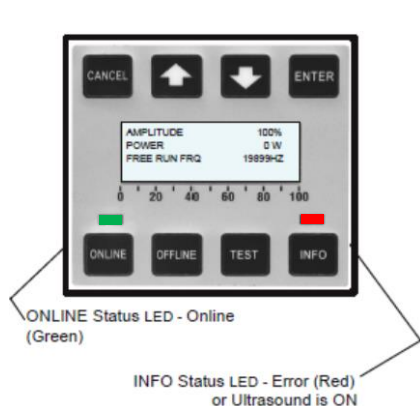 CANCEL
ENTER
AMPLITUDE 100%
POWER 0 W
FREE RUN FRQ 19899HZ
0 20 40 60 80 100
ONLINE OFFLINE TEST INFO
ONLINE Status LED - Online
(Green)
INFO Status LED - Error (Red)
or Ultrasound is ON